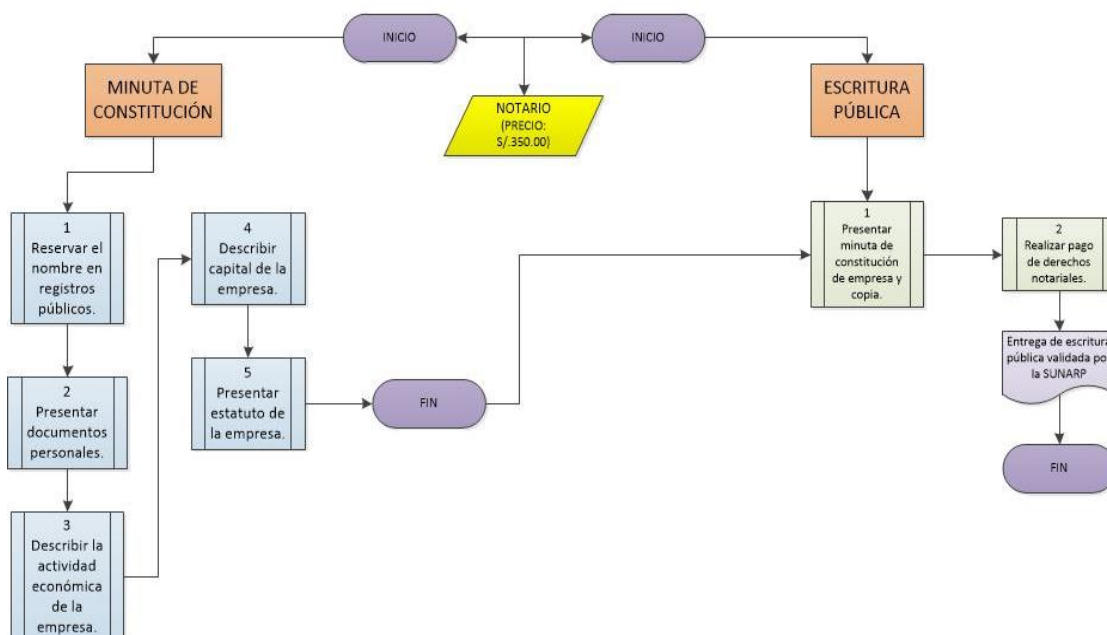 INICIO
INICIO
MINUTA DE
CONSTITUCIÓN
NOTARIO
(PRECIO:
S/.350.00)
ESCRITURA
PÚBLICA
1
Reservar el
nombre en
registros
públicos.
2
Presentar
documentos
personales.
3
Describir la
actividad
económica
de la
empresa.
4
Describir
capital de la
empresa.
5
Presentar
estatuto de
la empresa.
FIN
1
Presentar
minuta de
constitución
de empresa y
copia.
2
Realizar pago
de derechos
notariales.
Entrega de escritura
pública validada po
la SUNARP
FIN